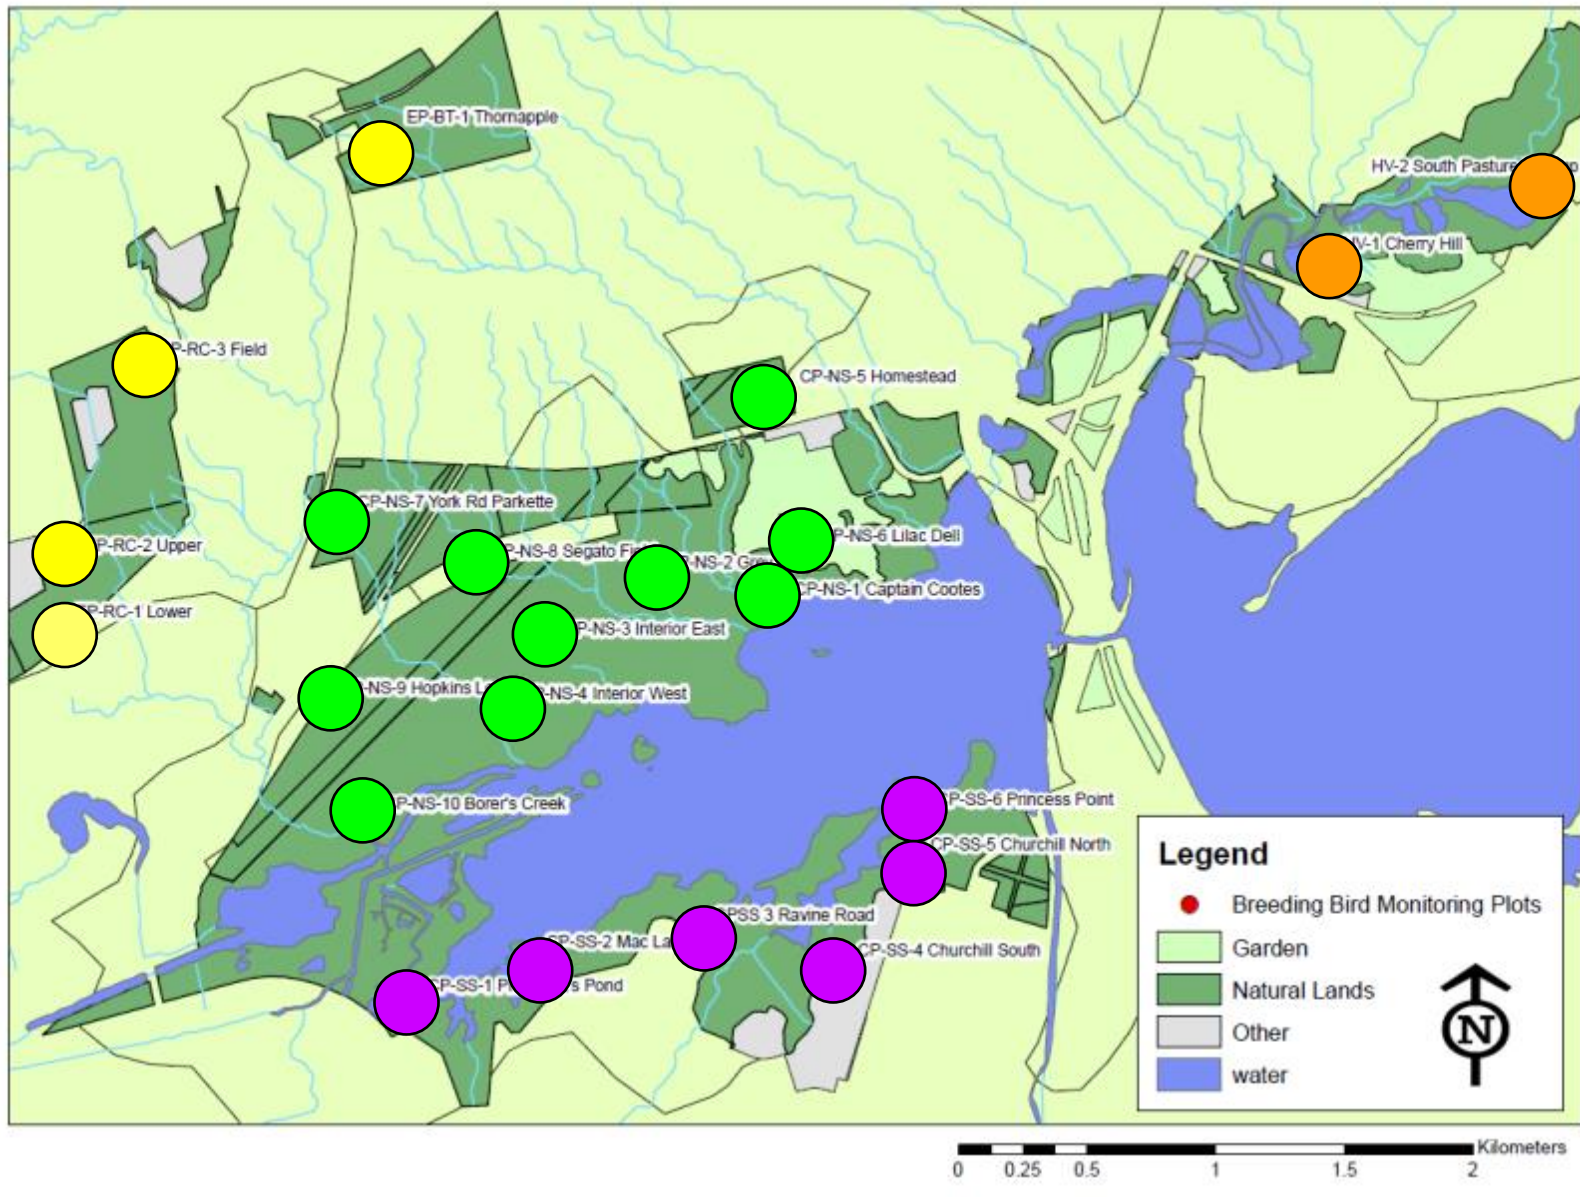 EP-BT-1 Thornapple
HV-2 South Pasture
-1 Cherry Hill
P-RC-3 Field
CP-NS-5 Homestead
CP-NS-7 York Rd Parkette
P-RC-2 Upper
P-NS-8 Segato
P-NS-2
P-NS-6 Lilac Dell
CP-NS-1 Captain Cootes
P-RC-1 Lower
P-NS-3 Interior East
-NS-9 Hopkins
-NS-4 Interior West
P-NS-10 Borer's Creek
CP-SS-6 Princess Point
CP-SS-5 Churchill North
PSS 3 Ravine Road
CP-SS-2 Mac
CP-SS-4 Churchill South
CP-SS-1
's Pond
Legend
Breeding Bird Monitoring Plots
Garden
Natural Lands
Other
water
N
Kilometers
0 0.25 0.5 1 1.5 2